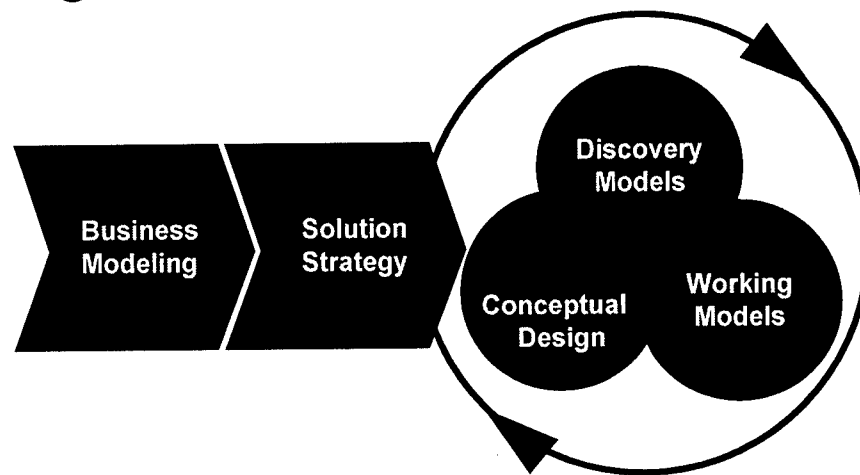 Business
Modeling
Solution
Strategy
Discovery
Models
Conceptual
Design
Working
Models